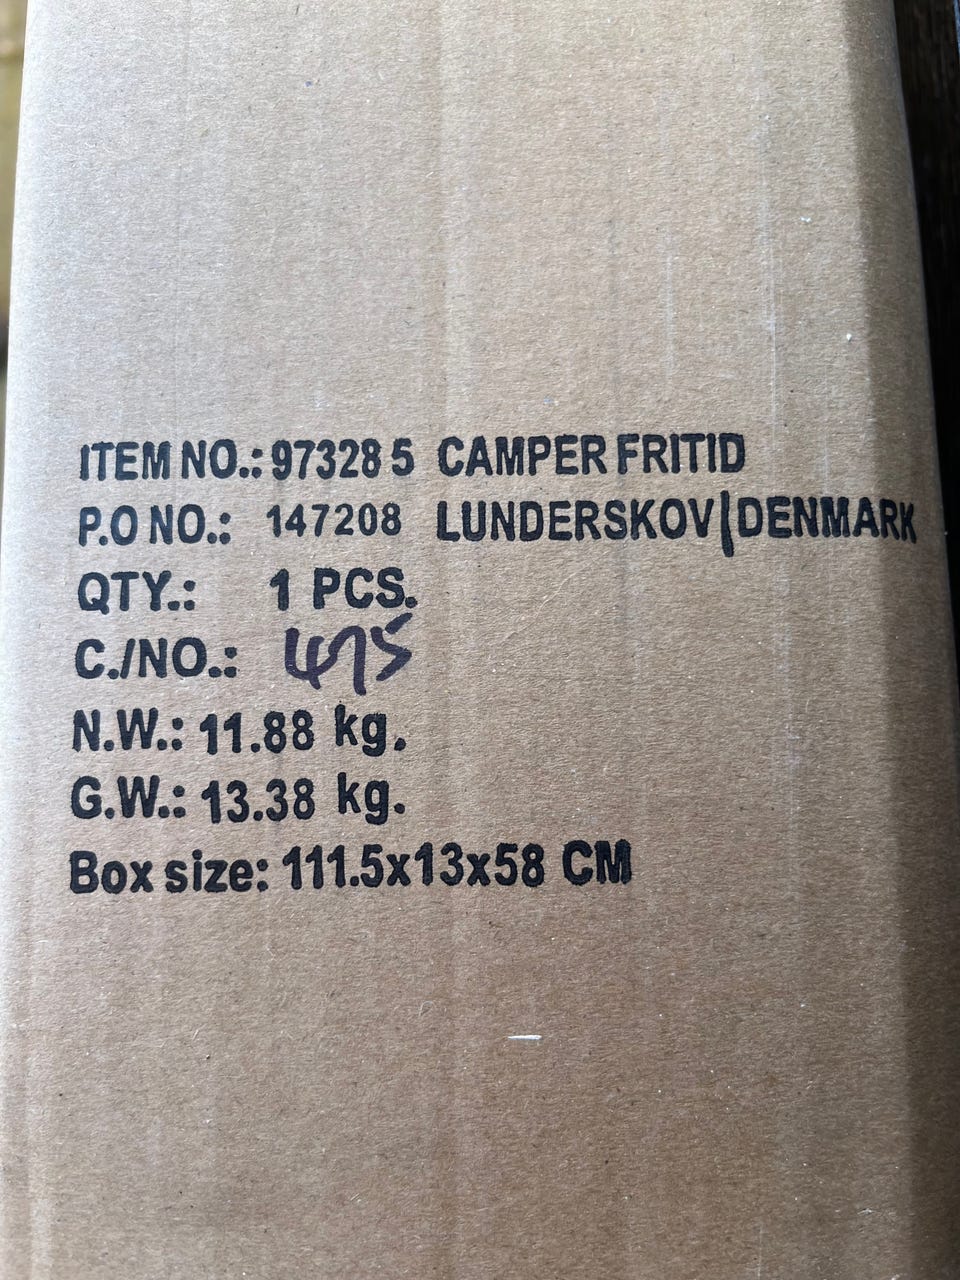 ITEM NO.: 97328 5 CAMPER FRITID
P.O NO.: 147208 LUNDERSKOV|DENMARK
QTY.: 1 PCS.
C./NO.: 475
N.W.: 11.88 kg.
G.W.: 13.38 kg.
Box size: 111.5x13x58 CM